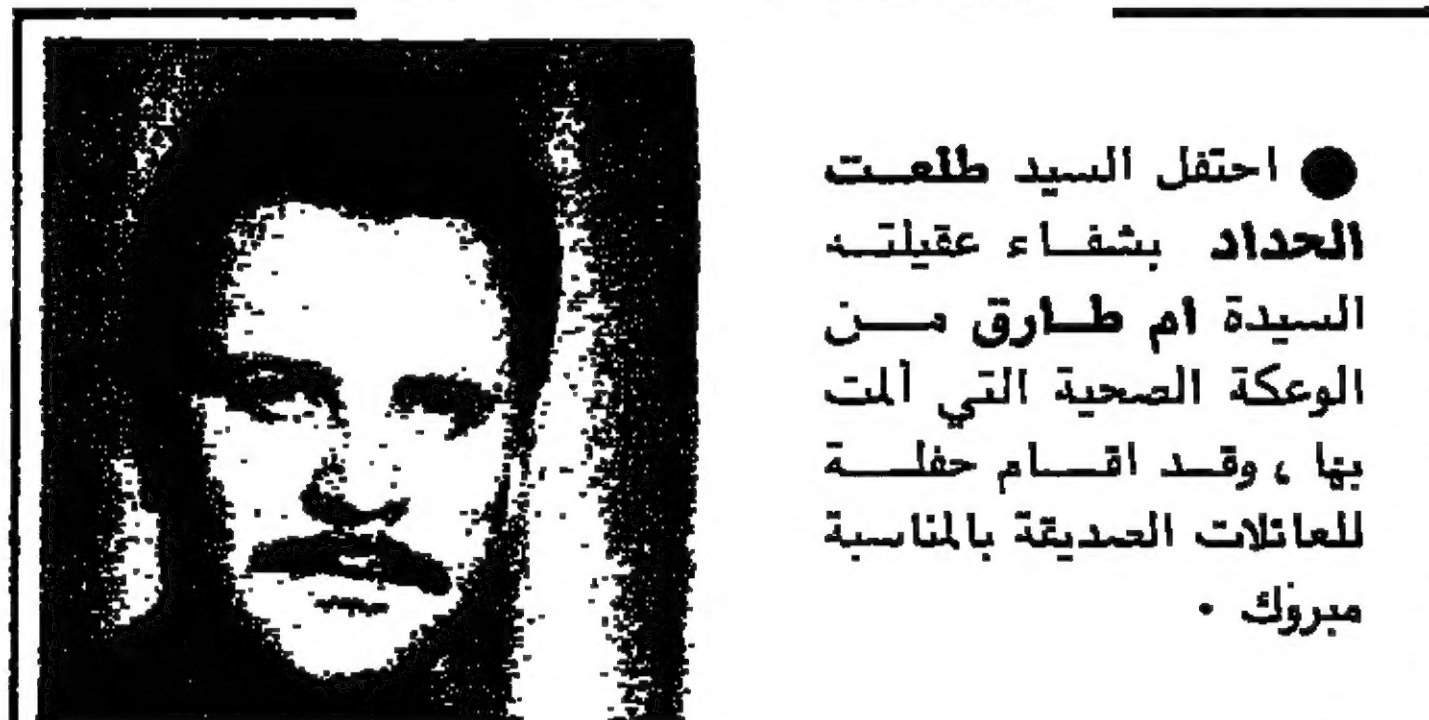 ● احتفل السيد طلعت
الحداد بشفاء عقيلته
السيدة ام طارق من
الوعكة الصحية التي ألمت
بها ، وقد اقام حفلة
للعائلات الصديقة بالمناسبة
مبروك .